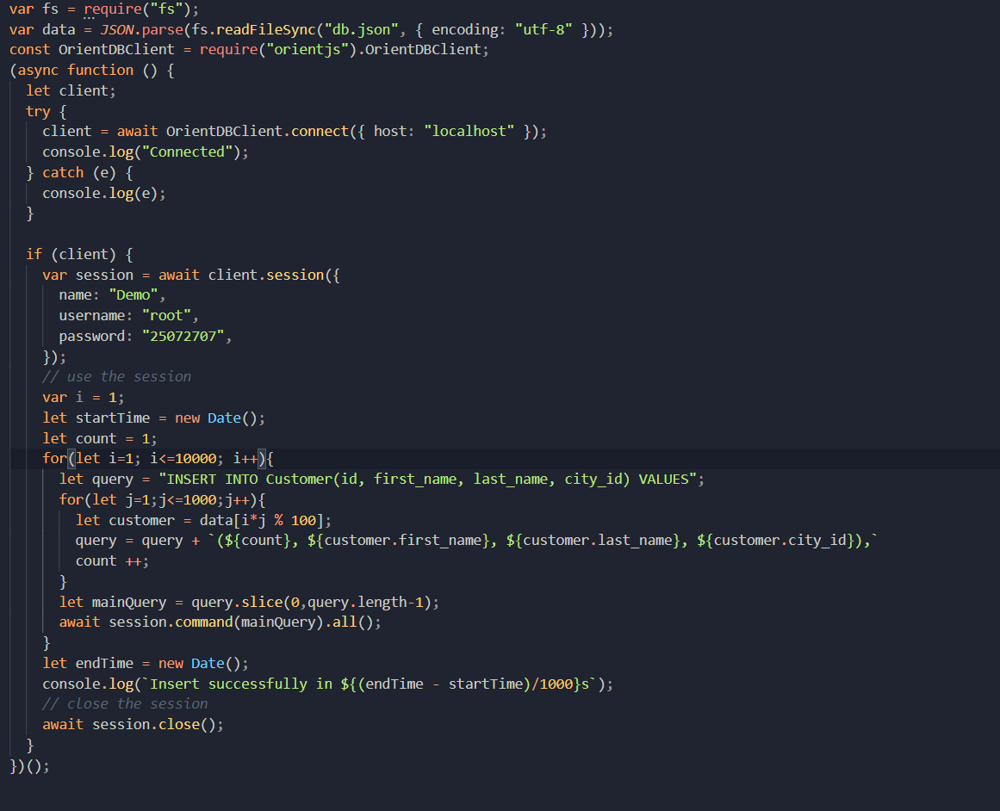 var fs = require("fs");
var data = JSON.parse(fs.readFileSync("db.json", { encoding: "utf-8" }));
const OrientDBClient = require("orientjs").OrientDBClient;
(async function () {
  let client;
  try {
    client = await OrientDBClient.connect({ host: "localhost" });
    console.log("Connected");
  } catch (e) {
    console.log(e);
  }

  if (client) {
    var session = await client.session({
      name: "Demo",
      username: "root",
      password: "25072707",
    });
    // use the session
    var i = 1;
    let startTime = new Date();
    let count = 1;
    for(let i=1; i<=10000; i++){
      let query = "INSERT INTO Customer(id, first_name, last_name, city_id) VALUES";
      for(let j=1;j<=1000;j++){
        let customer = data[i*j % 100];
        query = query + `(${count}, ${customer.first_name}, ${customer.last_name}, ${customer.city_id}),`
        count ++;
      }
      let mainQuery = query.slice(0,query.length-1);
      await session.command(mainQuery).all();
    }
    let endTime = new Date();
    console.log(`Insert successfully in ${(endTime - startTime)/1000}s`);
    // close the session
    await session.close();
  }
})();